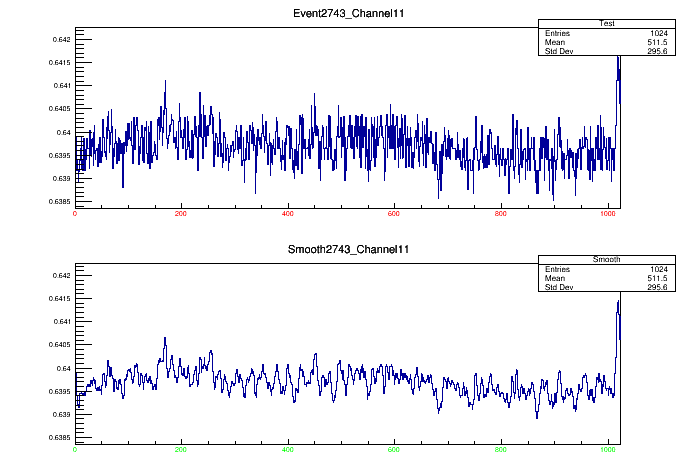 Event2743_Channel11
Test
Entries 1024
Mean 511.5
Std Dev 295.6
0.642
0.6415
0.641
0.6405
0.64
0.6395
0.639
0.6385
0 200 400 600 800 1000
Smooth2743_Channel11
Smooth
Entries 1024
Mean 511.5
Std Dev 295.6
0.642
0.6415
0.641
0.6405
0.64
0.6395
0.639
0.6385
0 200 400 600 800 1000